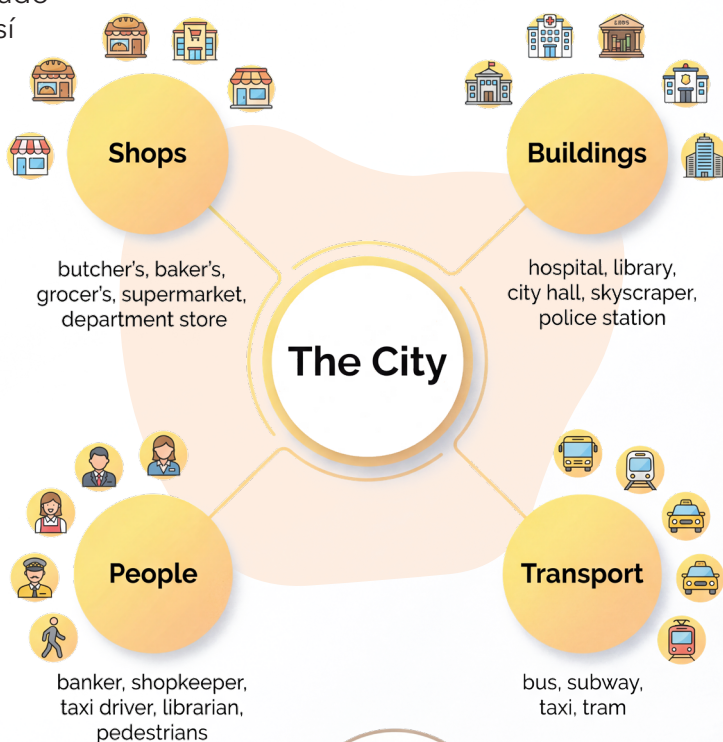 sí
Shops
butcher's, baker's,
grocer's, supermarket,
department store
Buildings
hospital, library,
city hall, skyscraper,
police station
The City
People
banker, shopkeeper,
taxi driver, librarian,
pedestrians
Transport
bus, subway,
taxi, tram